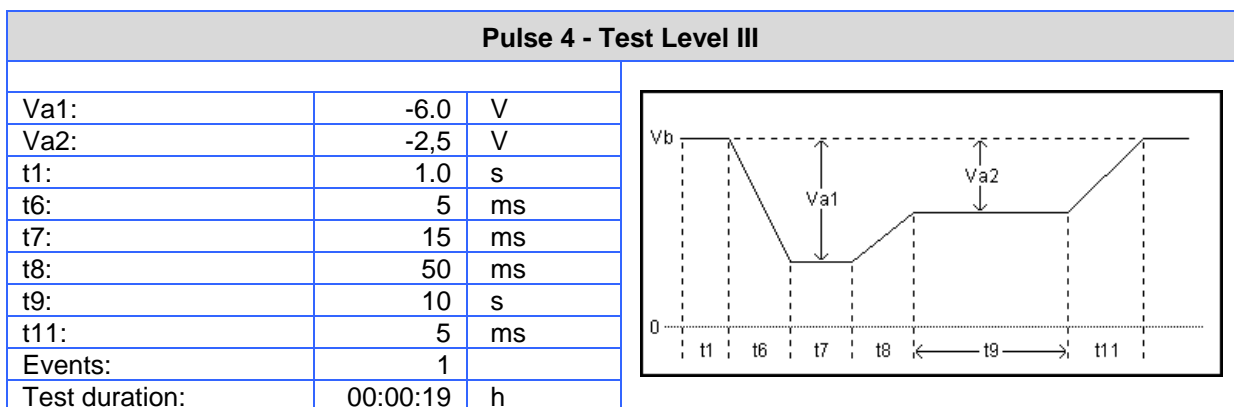 Pulse 4 - Test Level III
Va1: -6.0 V
Va2: -2,5 V
t1: 1.0 s
t6: 5 ms
t7: 15 ms
t8: 50 ms
t9: 10 s
t11: 5 ms
Events: 1
Test duration: 00:00:19 h
Vb
Va1
Va2
0
t1 t6 t7 t8 t9 t11